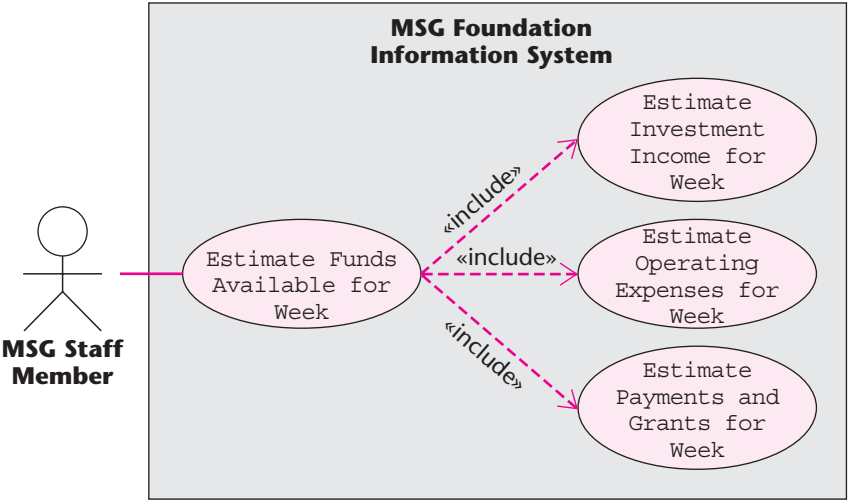 MSG Foundation
Information System
Estimate
Investment
Income for
Week
«include»
MSG Staff
Member
Estimate Funds
Available for
Week
«include»
Estimate
Operating
Expenses for
Week
«include»
Estimate
Payments and
Grants for
Week